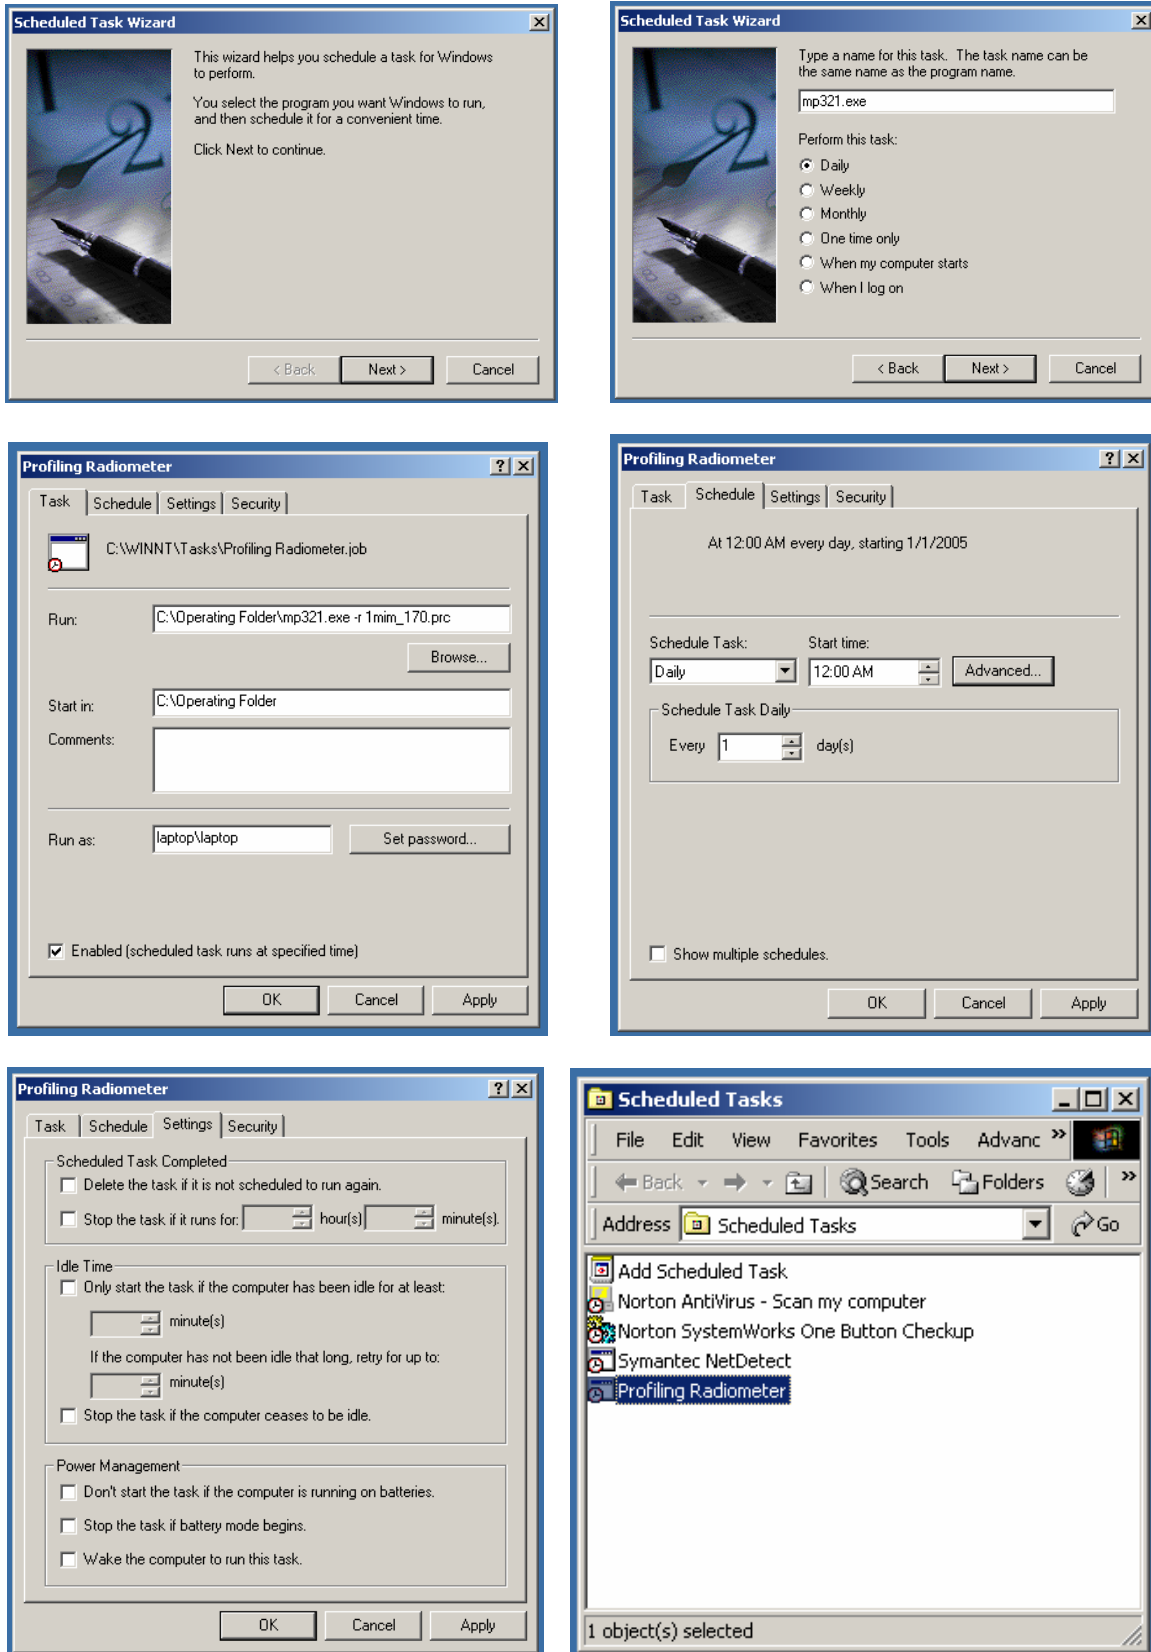 Scheduled Task Wizard
This wizard helps you schedule a task for Windows
to perform.
You select the program you want Windows to run,
and then schedule it for a convenient time.
Click Next to continue.
< Back
Next >
Cancel
Scheduled Task Wizard
Type a name for this task. The task name can be
the same name as the program name.
mp321.exe
Perform this task:
Daily
Weekly
Monthly
One time only
When my computer starts
When I log on
< Back
Next >
Cancel
Profiling Radiometer
Task
Schedule
Settings
Security
C:\WINNT\Tasks\Profiling Radiometer.job
Run:
C:\Operating Folder\mp321.exe -r 1mim_170.prc
Browse...
Start in:
C:\Operating Folder
Comments:
Run as:
laptop\laptop
Set password...
Enabled (scheduled task runs at specified time)
OK
Cancel
Apply
Profiling Radiometer
Task
Schedule
Settings
Security
At 12:00 AM every day, starting 1/1/2005
Schedule Task:
Start time:
Daily
12:00 AM
Advanced...
Schedule Task Daily
Every 1 day(s)
Show multiple schedules.
OK
Cancel
Apply
Profiling Radiometer
Task
Schedule
Settings
Security
Scheduled Task Completed
Delete the task if it is not scheduled to run again.
Stop the task if it runs for: hour(s) minute(s).
Idle Time
Only start the task if the computer has been idle for at least:
minute(s)
If the computer has not been idle that long, retry for up to:
minute(s)
Stop the task if the computer ceases to be idle.
Power Management
Don't start the task if the computer is running on batteries.
Stop the task if battery mode begins.
Wake the computer to run this task.
OK
Cancel
Apply
Scheduled Tasks
File Edit View Favorites Tools Advanc »
Back Search Folders »
Address Scheduled Tasks Go
Add Scheduled Task
Norton AntiVirus - Scan my computer
Norton SystemWorks One Button Checkup
Symantec NetDetect
Profiling Radiometer
1 object(s) selected